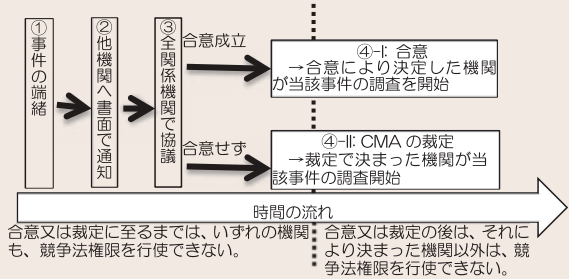 ①事件の端緒
②他機関へ書面で通知
③全関係機関で協議
合意成立
④-I: 合意
→合意により決定した機関
が当該事件の調査を開始
合意せず
④-II: CMA の裁定
→裁定で決まった機関が当
該事件の調査開始
時間の流れ
合意又は裁定に至るまでは、いずれの機関
も、競争法権限を行使できない。
合意又は裁定の後は、それに
より決まった機関以外は、競
争法権限を行使できない。